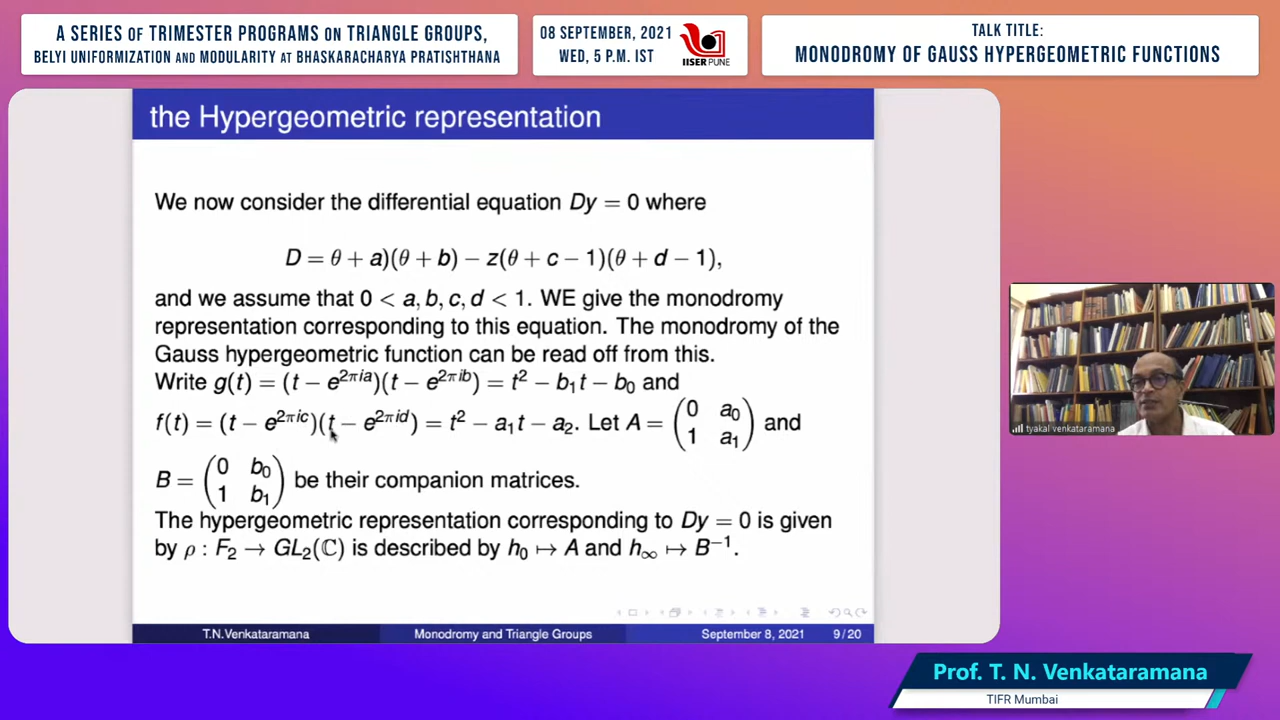 A SERIES OF TRIMESTER PROGRAMS ON TRIANGLE GROUPS,
BELYI UNIFORMIZATION AND MODULARITY AT BHASKARACHARYA PRATISHTHANA
08 SEPTEMBER, 2021
WED, 5 P.M. IST
IISER PUNE
TALK TITLE:
MONODROMY OF GAUSS HYPERGEOMETRIC FUNCTIONS
the Hypergeometric representation
We now consider the differential equation Dy = 0 where
D = θ + a)(θ + b) − z(θ + c − 1)(θ + d − 1),
and we assume that 0 < a, b, c, d < 1. WE give the monodromy
representation corresponding to this equation. The monodromy of the
Gauss hypergeometric function can be read off from this.
Write g(t) = (t − e^{2πia})(t − e^{2πib}) = t² − b₁t − b₀ and
f(t) = (t − e^{2πic})(t − e^{2πid}) = t² − a₁t − a₂. Let A = (0 a₀; 1 a₁) and
B = (0 b₀; 1 b₁) be their companion matrices.
The hypergeometric representation corresponding to Dy = 0 is given
by ρ : F₂ → GL₂(ℂ) is described by h₀ ↦ A and h∞ ↦ B⁻¹.
T.N.Venkataramana
Monodromy and Triangle Groups
September 8, 2021
9 / 20
tyakal venkataramana
Prof. T. N. Venkataramana
TIFR Mumbai